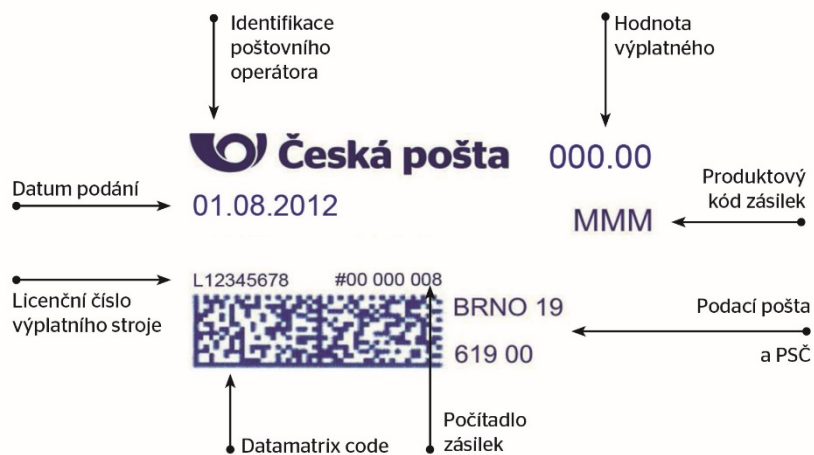 Identifikace
poštovního
operátora
Hodnota
výplatného
Česká pošta
000.00
Datum podání
01.08.2012
Produktový
kód zásilek
MMM
L12345678
#00 000 008
Licenční číslo
výplatního stroje
BRNO 19
619 00
Podací pošta
a PSČ
Datamatrix code
Počítadlo
zásilek